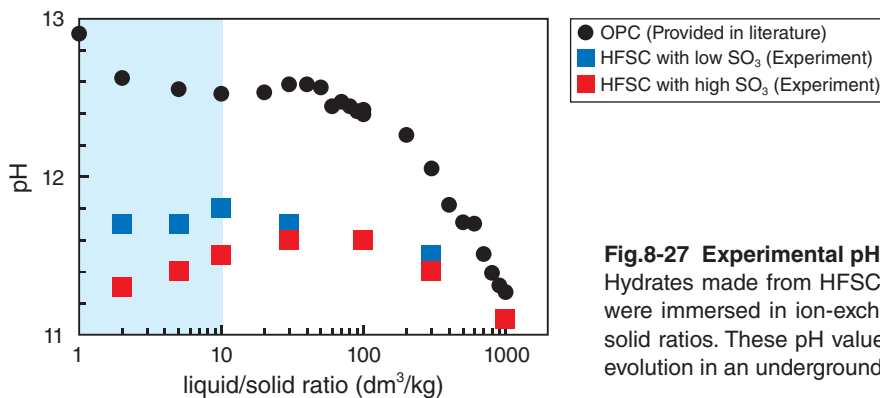 13
12
11
pH
1
10
100
1000
liquid/solid ratio (dm³/kg)
OPC (Provided in literature)
HFSC with low SO₃ (Experiment)
HFSC with high SO₃ (Experiment)
Fig.8-27 Experimental pH
Hydrates made from HFSC
were immersed in ion-exch
solid ratios. These pH value
evolution in an underground